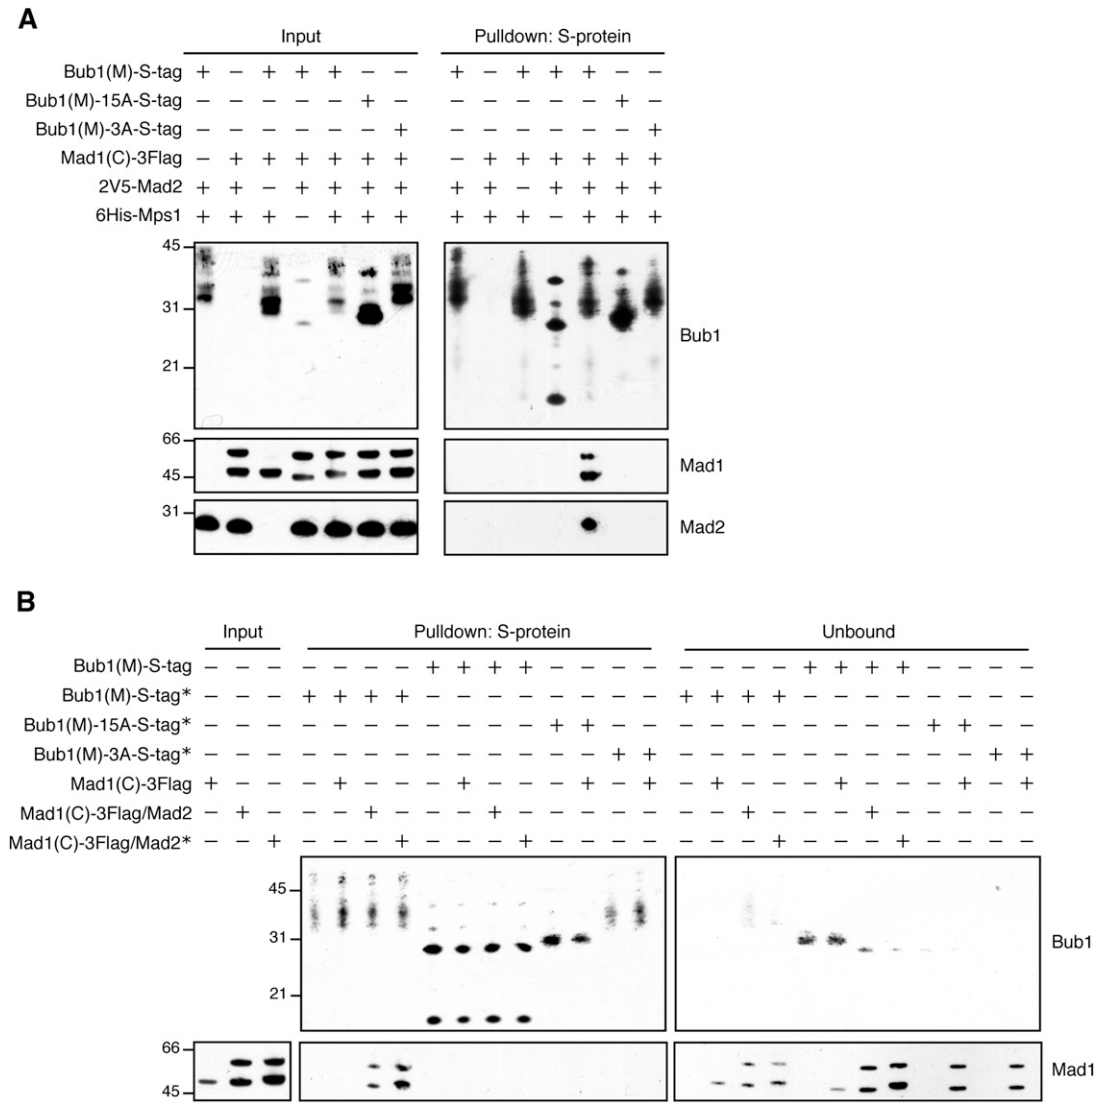 A
Input Pulldown: S-protein
Bub1(M)-S-tag + − + + + − − + − + + + − −
Bub1(M)-15A-S-tag − − − − − + − − − − − − + −
Bub1(M)-3A-S-tag − − − − − − + − − − − − − +
Mad1(C)-3Flag − + + + + + + − + + + + + +
2V5-Mad2 + + − + + + + + + − + + + +
6His-Mps1 + + + − + + + + + + − + + +
45
31
21
Bub1
66
45
Mad1
31
Mad2
B
Input Pulldown: S-protein Unbound
Bub1(M)-S-tag − − − − − − − + + + + − − − − − − − − + + + + − − − −
Bub1(M)-S-tag* − − − + + + + − − − − − − − − + + + + − − − − − − − −
Bub1(M)-15A-S-tag* − − − − − − − − − − − + + − − − − − − − − − − + + − −
Bub1(M)-3A-S-tag* − − − − − − − − − − − − − + + − − − − − − − − − − + +
Mad1(C)-3Flag + − − − + − − − + − − − + − + − + − − − + − − − + − +
Mad1(C)-3Flag/Mad2 − + − − − + − − − + − − − − − − − + − − − + − − − − −
Mad1(C)-3Flag/Mad2* − − + − − − + − − − + − − − − − − − + − − − + − − − −
45
31
21
Bub1
66
45
Mad1